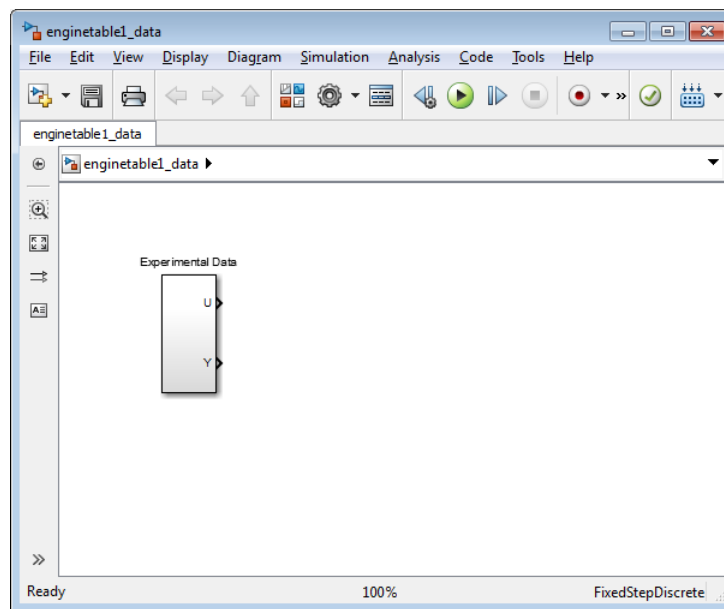 enginetable1_data
File Edit View Display Diagram Simulation Analysis Code Tools Help
»
enginetable1_data
enginetable1_data
Experimental Data
U
Y
A
»
Ready 100% FixedStepDiscrete